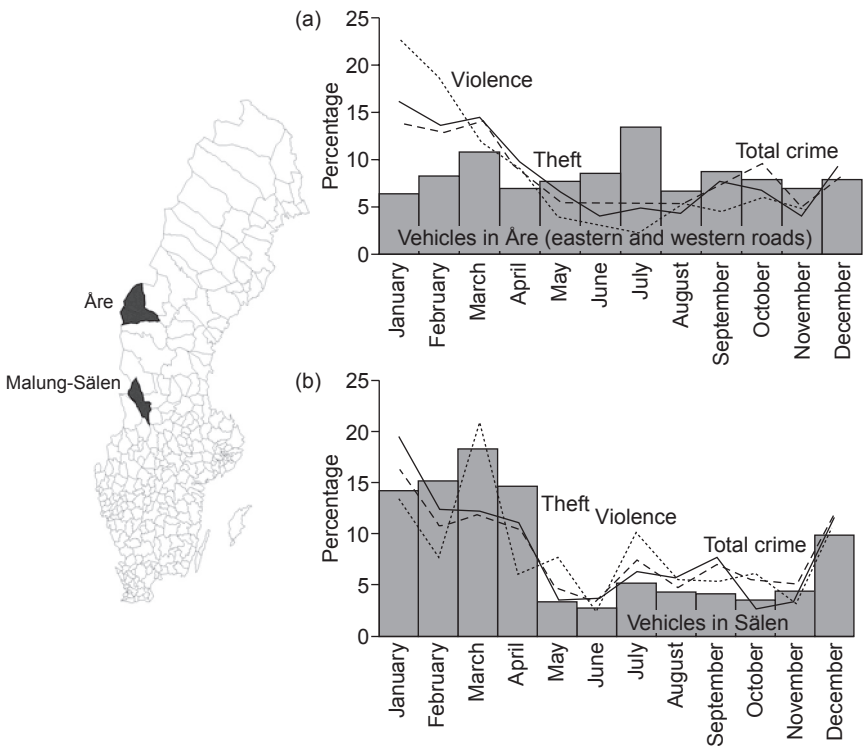 Åre
Malung-Sälen
(a)
25
20
15
10
5
0
Percentage
Violence
Theft
Total crime
Vehicles in Åre (eastern and western roads)
January
February
March
April
May
June
July
August
September
October
November
December
(b)
25
20
15
10
5
0
Percentage
Theft
Violence
Total crime
Vehicles in Sälen
January
February
March
April
May
June
July
August
September
October
November
December